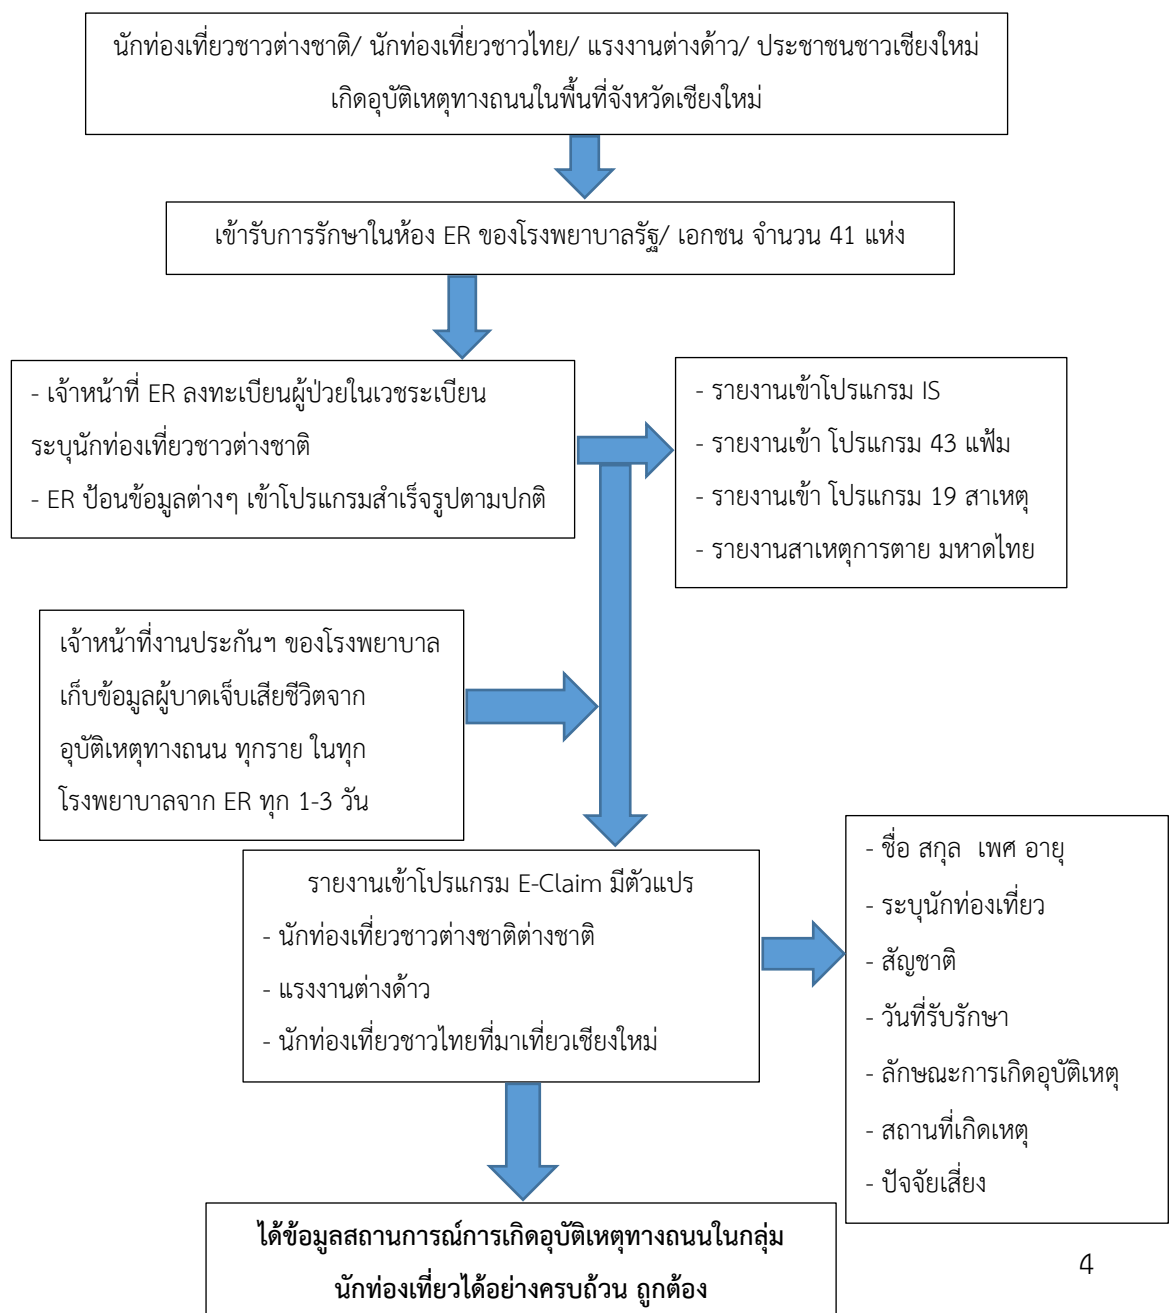 นักท่องเที่ยวชาวต่างชาติ/ นักท่องเที่ยวชาวไทย/ แรงงานต่างด้าว/ ประชาชนชาวเชียงใหม่
เกิดอุบัติเหตุทางถนนในพื้นที่จังหวัดเชียงใหม่
เข้ารับการรักษาในห้อง ER ของโรงพยาบาลรัฐ/ เอกชน จำนวน 41 แห่ง
- เจ้าหน้าที่ ER ลงทะเบียนผู้ป่วยในเวชระเบียน
ระบุนักท่องเที่ยวชาวต่างชาติ
- ER ป้อนข้อมูลต่างๆ เข้าโปรแกรมสำเร็จรูปตามปกติ
- รายงานเข้าโปรแกรม IS
- รายงานเข้า โปรแกรม 43 แฟ้ม
- รายงานเข้า โปรแกรม 19 สาเหตุ
- รายงานสาเหตุการตาย มหาดไทย
เจ้าหน้าที่งานประกันฯ ของโรงพยาบาล
เก็บข้อมูลผู้บาดเจ็บเสียชีวิตจาก
อุบัติเหตุทางถนน ทุกราย ในทุก
โรงพยาบาลจาก ER ทุก 1-3 วัน
รายงานเข้าโปรแกรม E-Claim มีตัวแปร
- นักท่องเที่ยวชาวต่างชาติต่างชาติ
- แรงงานต่างด้าว
- นักท่องเที่ยวชาวไทยที่มาเที่ยวเชียงใหม่
- ชื่อ สกุล เพศ อายุ
- ระบุนักท่องเที่ยว
- สัญชาติ
- วันที่รับรักษา
- ลักษณะการเกิดอุบัติเหตุ
- สถานที่เกิดเหตุ
- ปัจจัยเสี่ยง
ได้ข้อมูลสถานการณ์การเกิดอุบัติเหตุทางถนนในกลุ่ม
นักท่องเที่ยวได้อย่างครบถ้วน ถูกต้อง
4